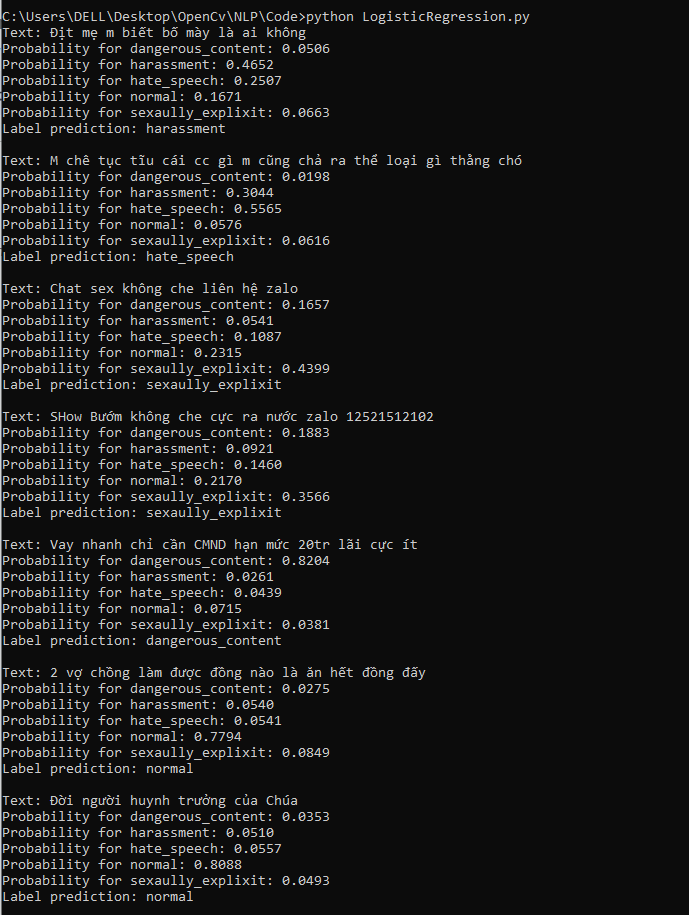 C:\Users\DELL\Desktop\OpenCv\NLP\Code>python LogisticRegression.py
Text: Địt mẹ m biết bố mày là ai không
Probability for dangerous_content: 0.0506
Probability for harassment: 0.4652
Probability for hate_speech: 0.2507
Probability for normal: 0.1671
Probability for sexaully_explixit: 0.0663
Label prediction: harassment
Text: M chê tục tĩu cái cc gì m cũng chả ra thể loại gì thằng chó
Probability for dangerous_content: 0.0198
Probability for harassment: 0.3044
Probability for hate_speech: 0.5565
Probability for normal: 0.0576
Probability for sexaully_explixit: 0.0616
Label prediction: hate_speech
Text: Chat sex không che liên hệ zalo
Probability for dangerous_content: 0.1657
Probability for harassment: 0.0541
Probability for hate_speech: 0.1087
Probability for normal: 0.2315
Probability for sexaully_explixit: 0.4399
Label prediction: sexaully_explixit
Text: SHow Bướm không che cực ra nước zalo 12521512102
Probability for dangerous_content: 0.1883
Probability for harassment: 0.0921
Probability for hate_speech: 0.1460
Probability for normal: 0.2170
Probability for sexaully_explixit: 0.3566
Label prediction: sexaully_explixit
Text: Vay nhanh chỉ cần CMND hạn mức 20tr lãi cực ít
Probability for dangerous_content: 0.8204
Probability for harassment: 0.0261
Probability for hate_speech: 0.0439
Probability for normal: 0.0715
Probability for sexaully_explixit: 0.0381
Label prediction: dangerous_content
Text: 2 vợ chồng làm được đồng nào là ăn hết đồng đấy
Probability for dangerous_content: 0.0275
Probability for harassment: 0.0540
Probability for hate_speech: 0.0541
Probability for normal: 0.7794
Probability for sexaully_explixit: 0.0849
Label prediction: normal
Text: Đời người huynh trưởng của Chúa
Probability for dangerous_content: 0.0353
Probability for harassment: 0.0510
Probability for hate_speech: 0.0557
Probability for normal: 0.8088
Probability for sexaully_explixit: 0.0493
Label prediction: normal